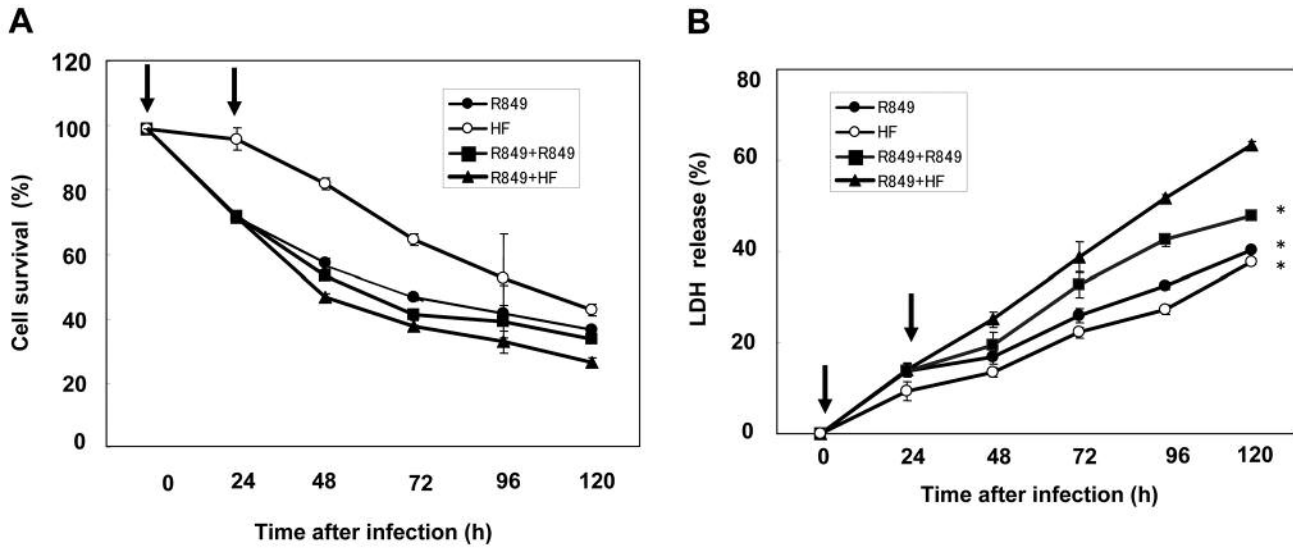 A
120
100
80
60
40
20
0
Cell survival (%)
R849
HF
R849+R849
R849+HF
0 24 48 72 96 120
Time after infection (h)
B
80
60
40
20
0
LDH release (%)
R849
HF
R849+R849
R849+HF
*
*
*
0 24 48 72 96 120
Time after infection (h)